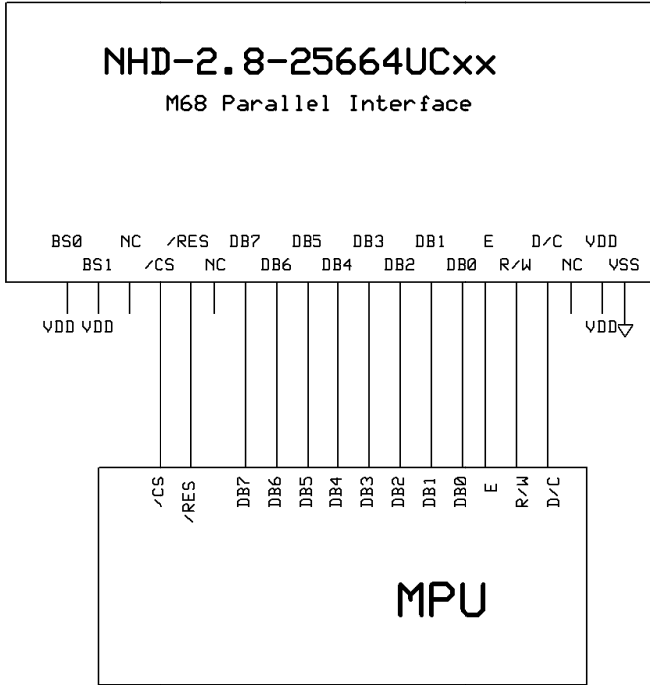 NHD-2.8-25664UCxx
M68 Parallel Interface
BS0 NC /RES DB7 DB5 DB3 DB1 E D/C VDD
BS1 /CS NC DB6 DB4 DB2 DB0 R/W NC VSS
VDD VDD VDD
/CS /RES DB7 DB6 DB5 DB4 DB3 DB2 DB1 DB0 E R/W D/C
MPU